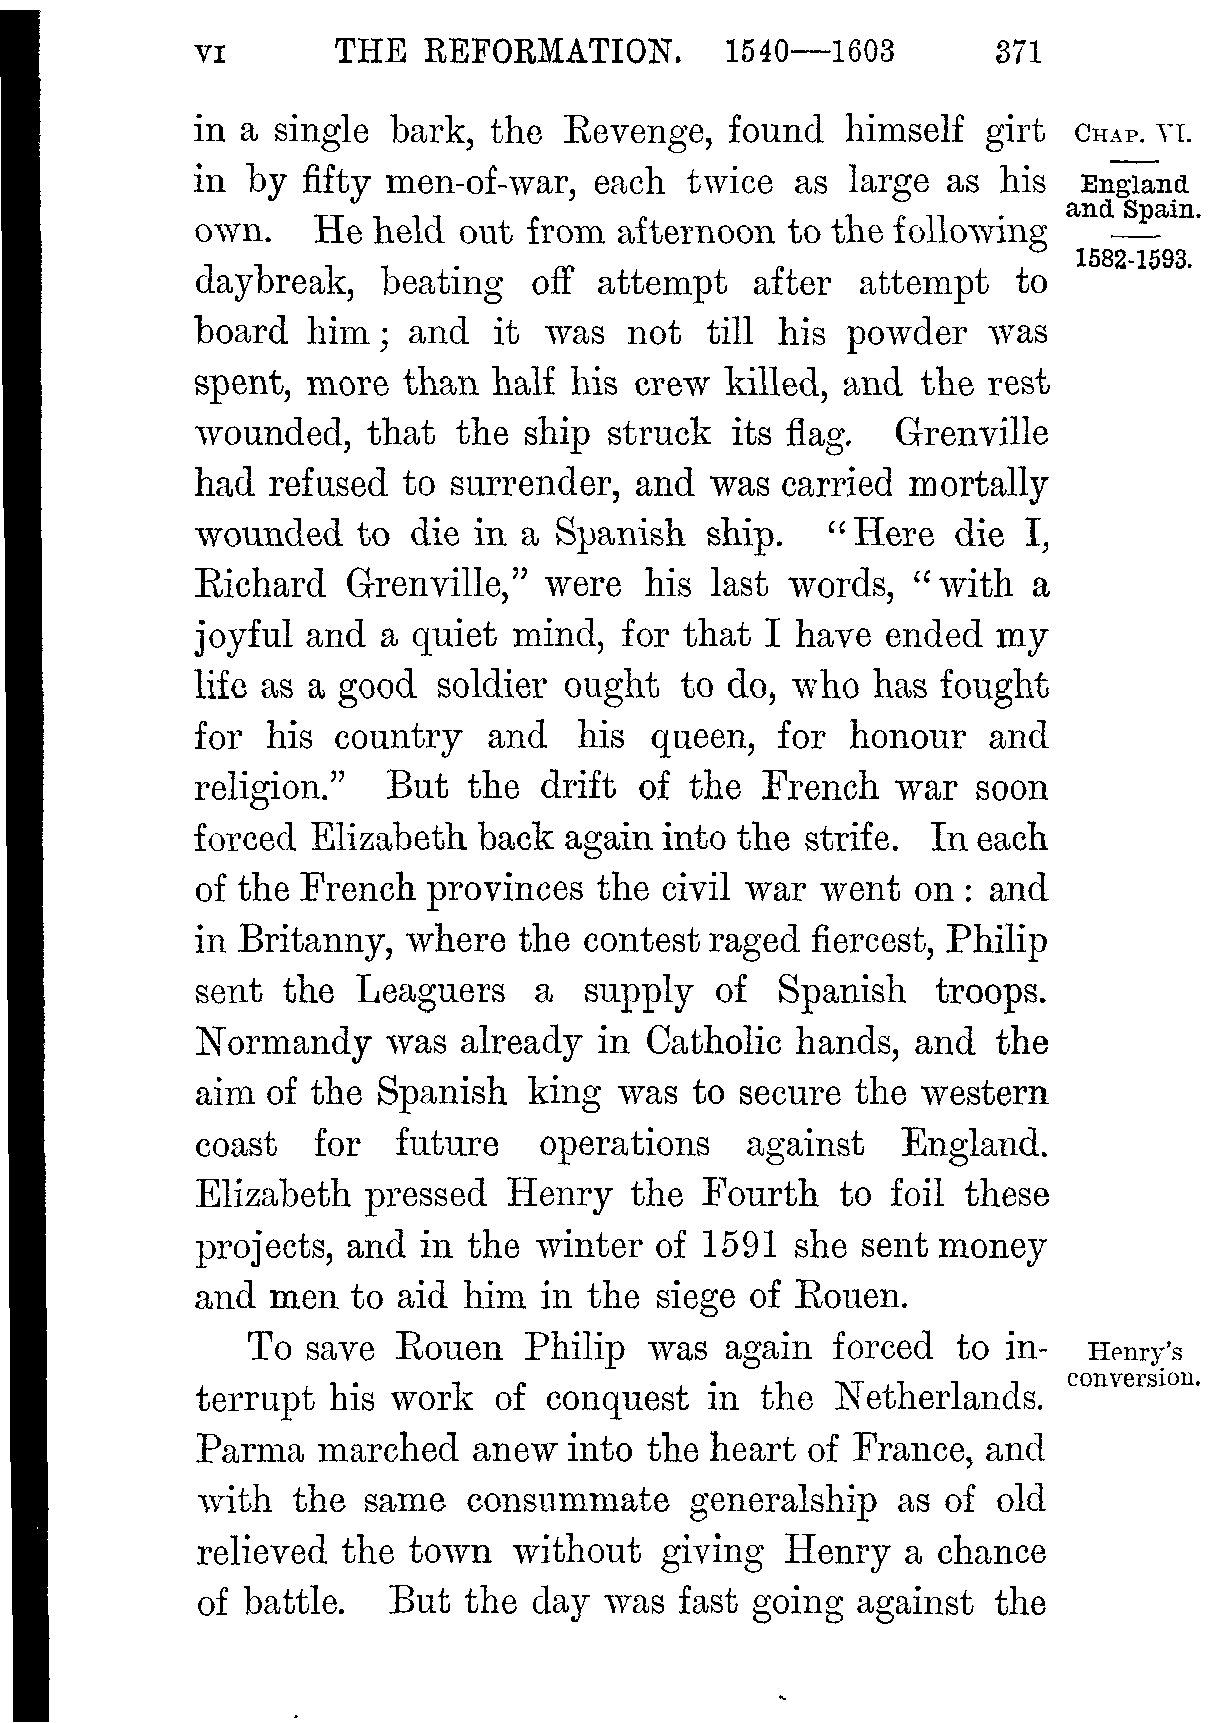 VI THE REFORMATION. 1540—1603 371
in a single bark, the Revenge, found himself girt
in by fifty men-of-war, each twice as large as his
own. He held out from afternoon to the following
daybreak, beating off attempt after attempt to
board him; and it was not till his powder was
spent, more than half his crew killed, and the rest
wounded, that the ship struck its flag. Grenville
had refused to surrender, and was carried mortally
wounded to die in a Spanish ship. “Here die I,
Richard Grenville,” were his last words, “with a
joyful and a quiet mind, for that I have ended my
life as a good soldier ought to do, who has fought
for his country and his queen, for honour and
religion.” But the drift of the French war soon
forced Elizabeth back again into the strife. In each
of the French provinces the civil war went on: and
in Britanny, where the contest raged fiercest, Philip
sent the Leaguers a supply of Spanish troops.
Normandy was already in Catholic hands, and the
aim of the Spanish king was to secure the western
coast for future operations against England.
Elizabeth pressed Henry the Fourth to foil these
projects, and in the winter of 1591 she sent money
and men to aid him in the siege of Rouen.
To save Rouen Philip was again forced to in-
terrupt his work of conquest in the Netherlands.
Parma marched anew into the heart of France, and
with the same consummate generalship as of old
relieved the town without giving Henry a chance
of battle. But the day was fast going against the
CHAP. VI.
England
and Spain.
1582-1593.
Henry's
conversion.